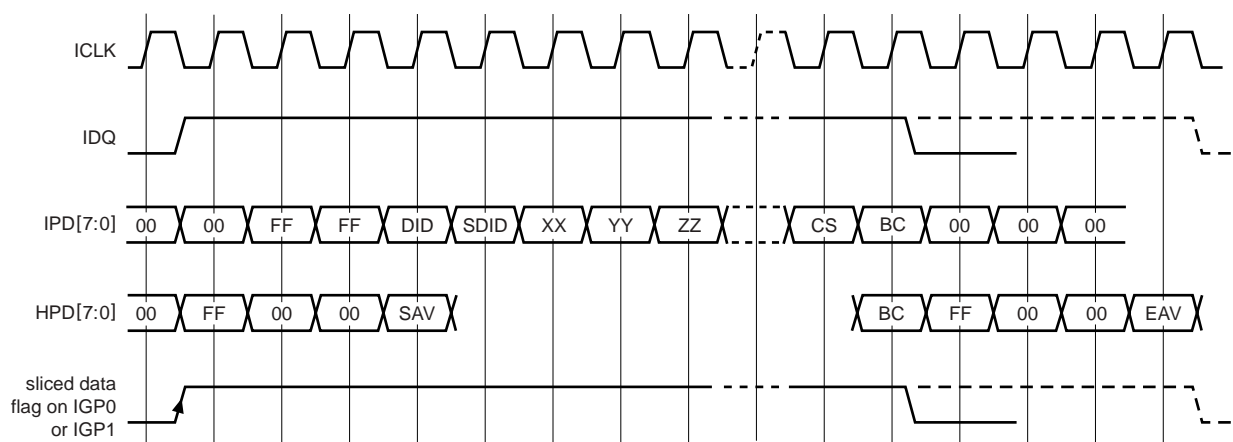 ICLK
IDQ
IPD[7:0] 00 00 FF FF DID SDID XX YY ZZ CS BC 00 00 00
HPD[7:0] 00 FF 00 00 SAV BC FF 00 00 EAV
sliced data
flag on IGP0
or IGP1